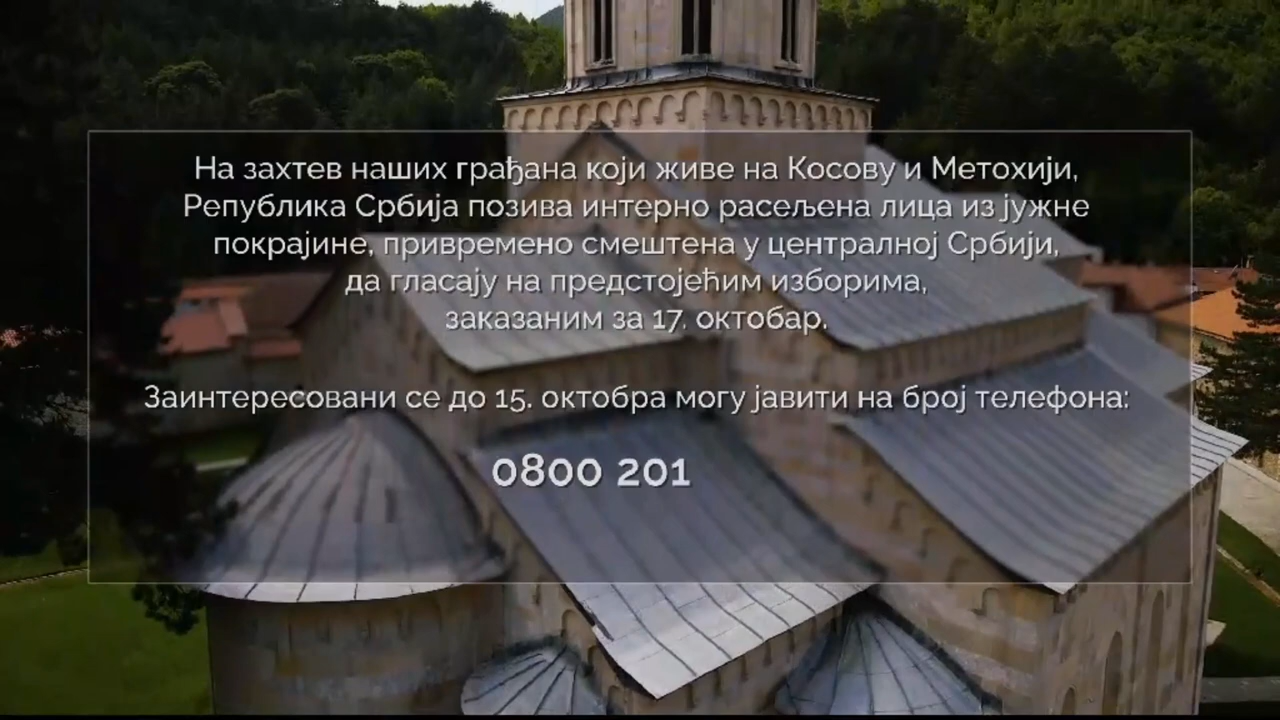 На захтев наших грађана који живе на Косову и Метохији,
Република Србија позива интерно расељена лица из јужне
покрајине, привремено смештена у централној Србији,
да гласају на предстојећим изборима,
заказаним за 17. октобар.
Заинтересовани се до 15. октобра могу јавити на број телефона:
0800 201